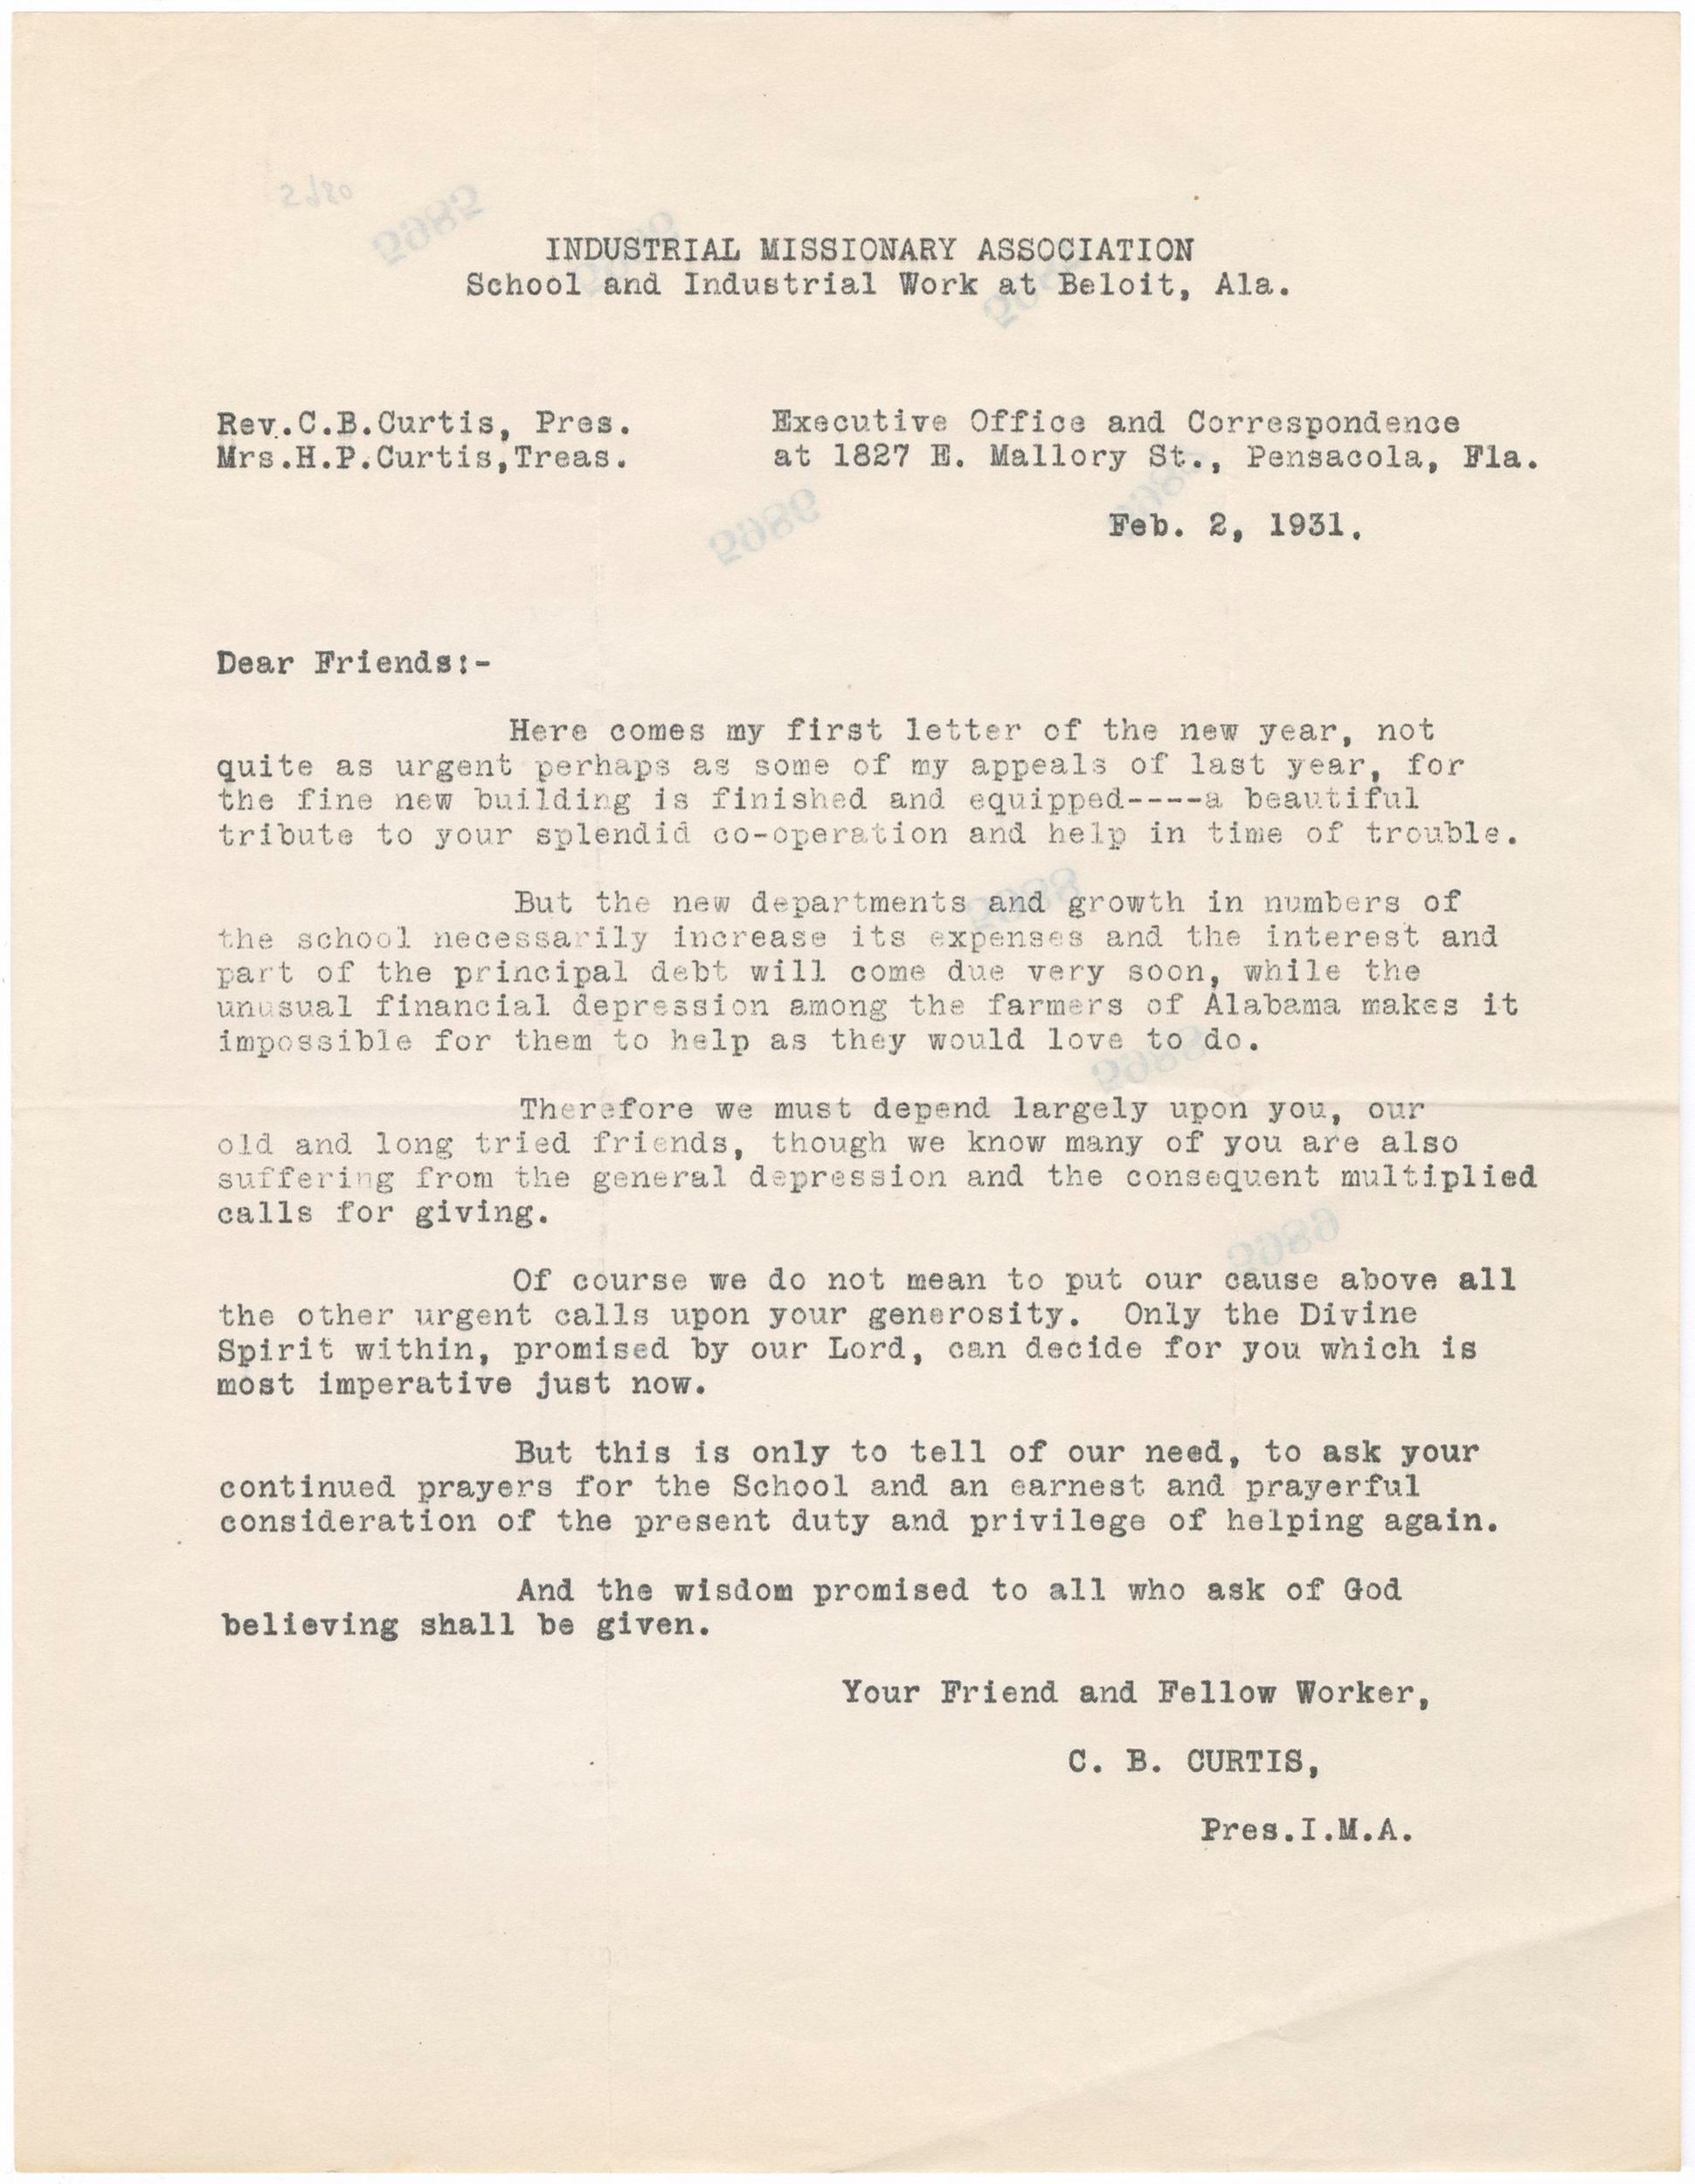 INDUSTRIAL MISSIONARY ASSOCIATION
School and Industrial Work at Beloit, Ala.
Rev.C.B.Curtis, Pres.
Mrs.H.P.Curtis,Treas.
Executive Office and Correspondence
at 1827 E. Mallory St., Pensacola, Fla.
Feb. 2, 1931.
Dear Friends:-
Here comes my first letter of the new year, not
quite as urgent perhaps as some of my appeals of last year, for
the fine new building is finished and equipped----a beautiful
tribute to your splendid co-operation and help in time of trouble.
But the new departments and growth in numbers of
the school necessarily increase its expenses and the interest and
part of the principal debt will come due very soon, while the
unusual financial depression among the farmers of Alabama makes it
impossible for them to help as they would love to do.
Therefore we must depend largely upon you, our
old and long tried friends, though we know many of you are also
suffering from the general depression and the consequent multiplied
calls for giving.
Of course we do not mean to put our cause above all
the other urgent calls upon your generosity. Only the Divine
Spirit within, promised by our Lord, can decide for you which is
most imperative just now.
But this is only to tell of our need, to ask your
continued prayers for the School and an earnest and prayerful
consideration of the present duty and privilege of helping again.
And the wisdom promised to all who ask of God
believing shall be given.
Your Friend and Fellow Worker,
C. B. CURTIS,
Pres.I.M.A.